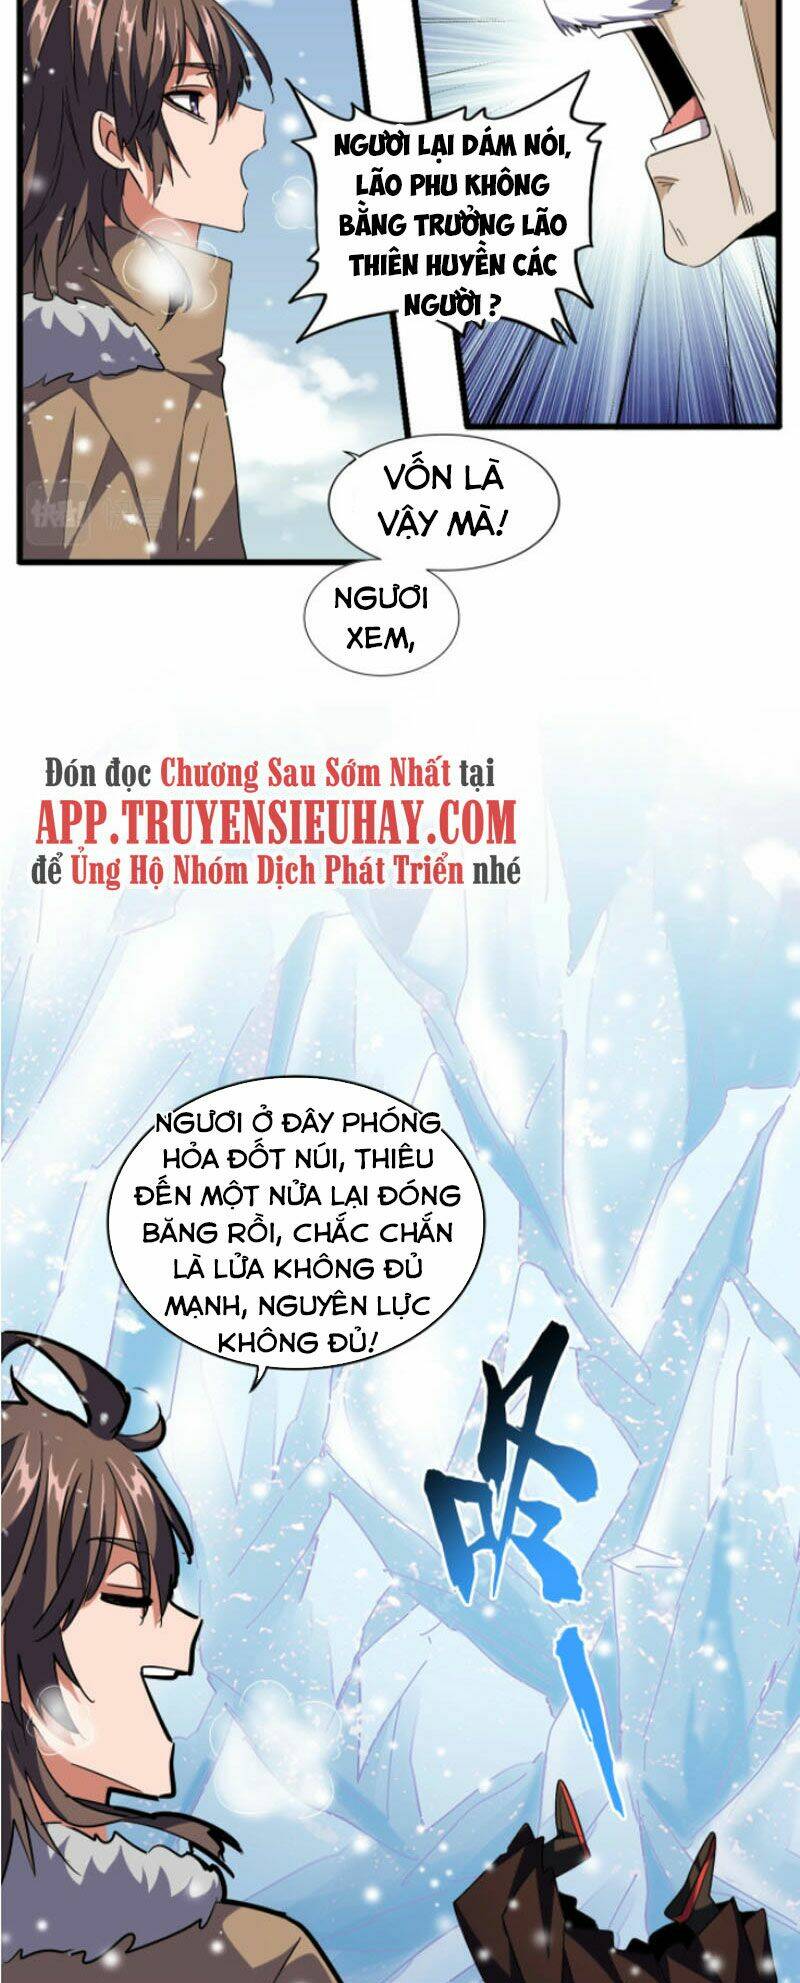 NGƯƠI LẠI DÁM NÓI,
LÃO PHU KHÔNG
BẰNG TRƯỞNG LÃO
THIÊN HUYỀN CÁC
NGƯỜI ?
VỐN LÀ
VẬY MÀ!
NGƯƠI
XEM,
Đón đọc Chương Sau Sớm Nhất tại
APP.TRUYENSIEUHAY.COM
để Ủng Hộ Nhóm Dịch Phát Triển nhé
NGƯƠI Ở ĐÂY PHÓNG
HỎA ĐỐT NÚI, THIÊU
ĐẾN MỘT NỬA LẠI ĐÓNG
BĂNG RỒI, CHẮC CHẮN
LÀ LỬA KHÔNG ĐỦ
MẠNH, NGUYÊN LỰC
KHÔNG ĐỦ!